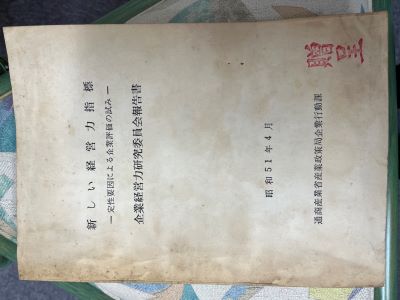 贈呈
新しい経営力指標
ー定性要因による企業評価の試みー
企業経営力研究委員会報告書
昭和51年4月
通商産業省産業政策局企業行動課